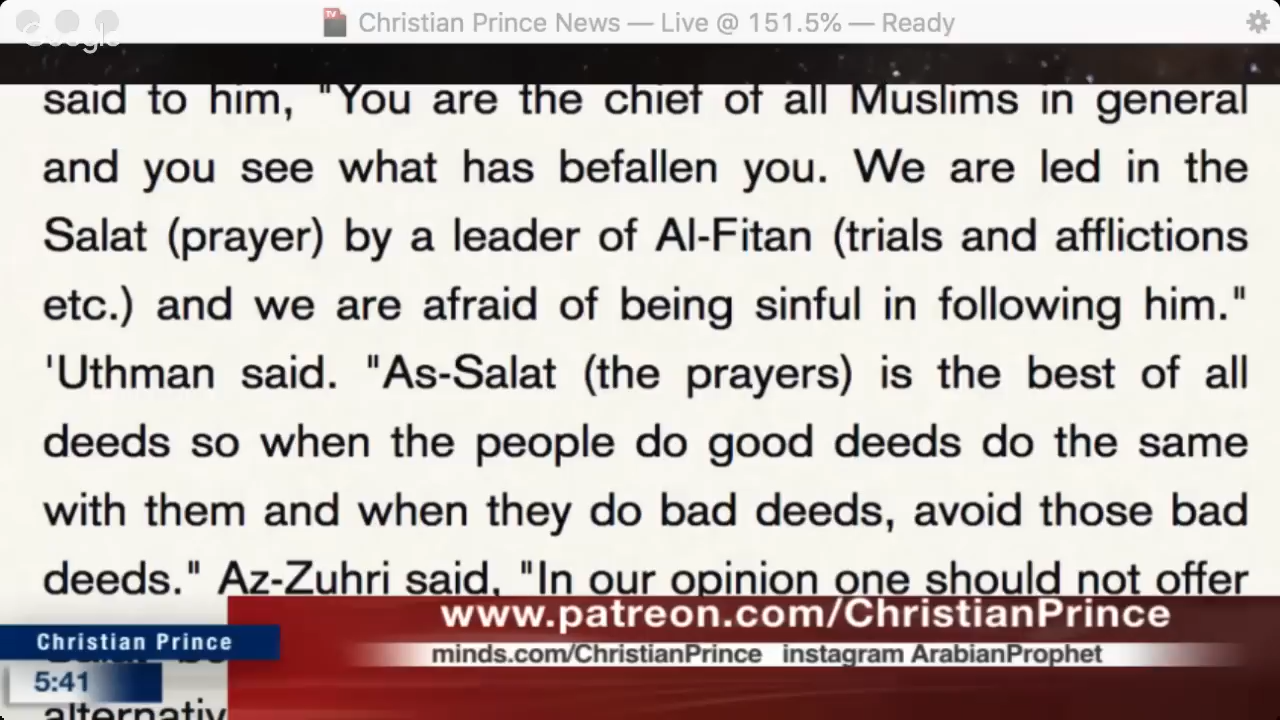 Christian Prince News — Live @ 151.5% — Ready
Google
said to him, "You are the chief of all Muslims in general
and you see what has befallen you. We are led in the
Salat (prayer) by a leader of Al-Fitan (trials and afflictions
etc.) and we are afraid of being sinful in following him."
'Uthman said. "As-Salat (the prayers) is the best of all
deeds so when the people do good deeds do the same
with them and when they do bad deeds, avoid those bad
deeds." Az-Zuhri said, "In our opinion one should not offer
www.patreon.com/ChristianPrince
Christian Prince
minds.com/ChristianPrince instagram ArabianProphet
5:41
alternativ